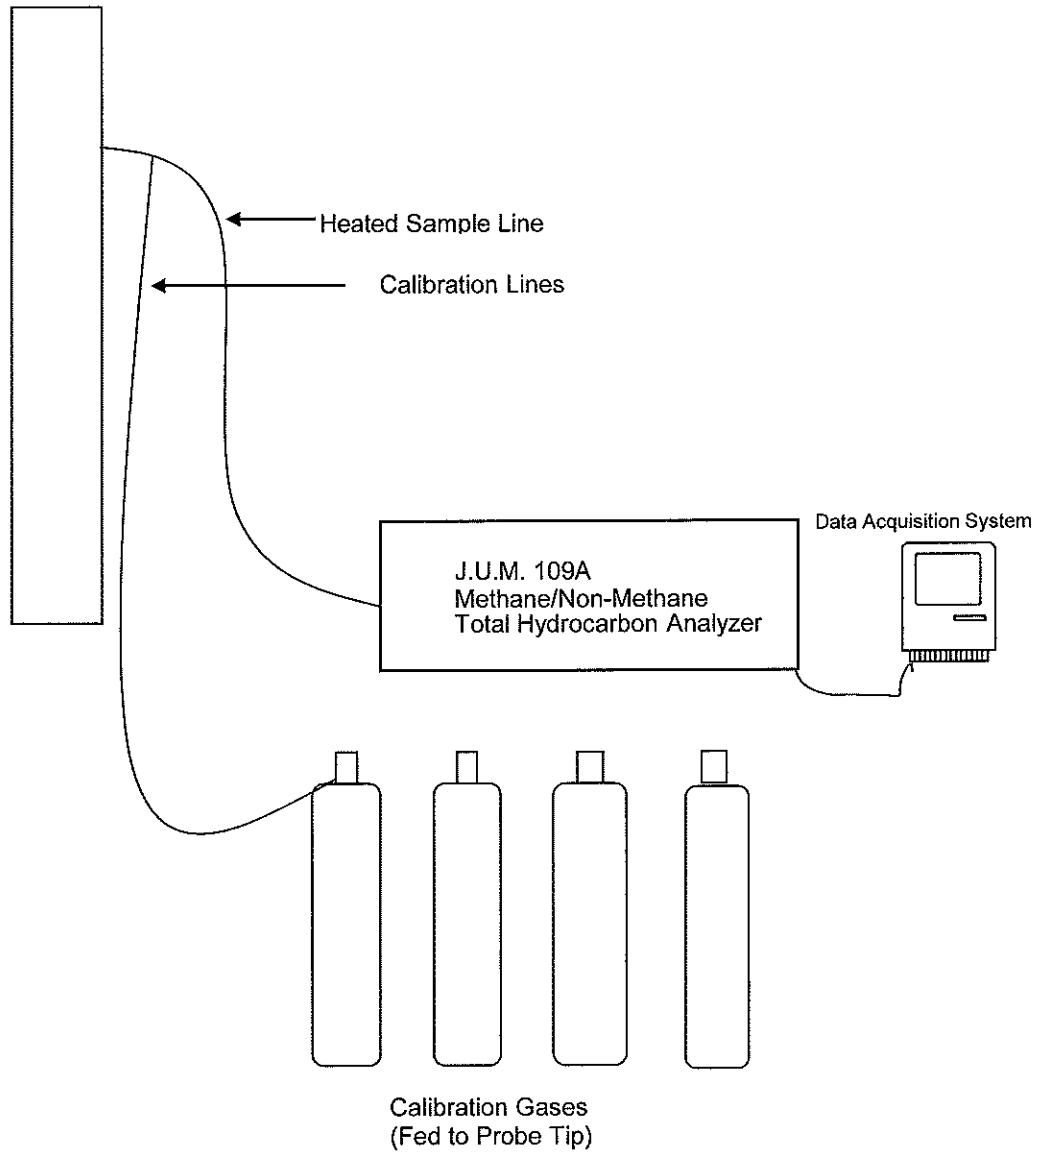 Heated Sample Line
Calibration Lines
Data Acquisition System
J.U.M. 109A
Methane/Non-Methane
Total Hydrocarbon Analyzer
Calibration Gases
(Fed to Probe Tip)